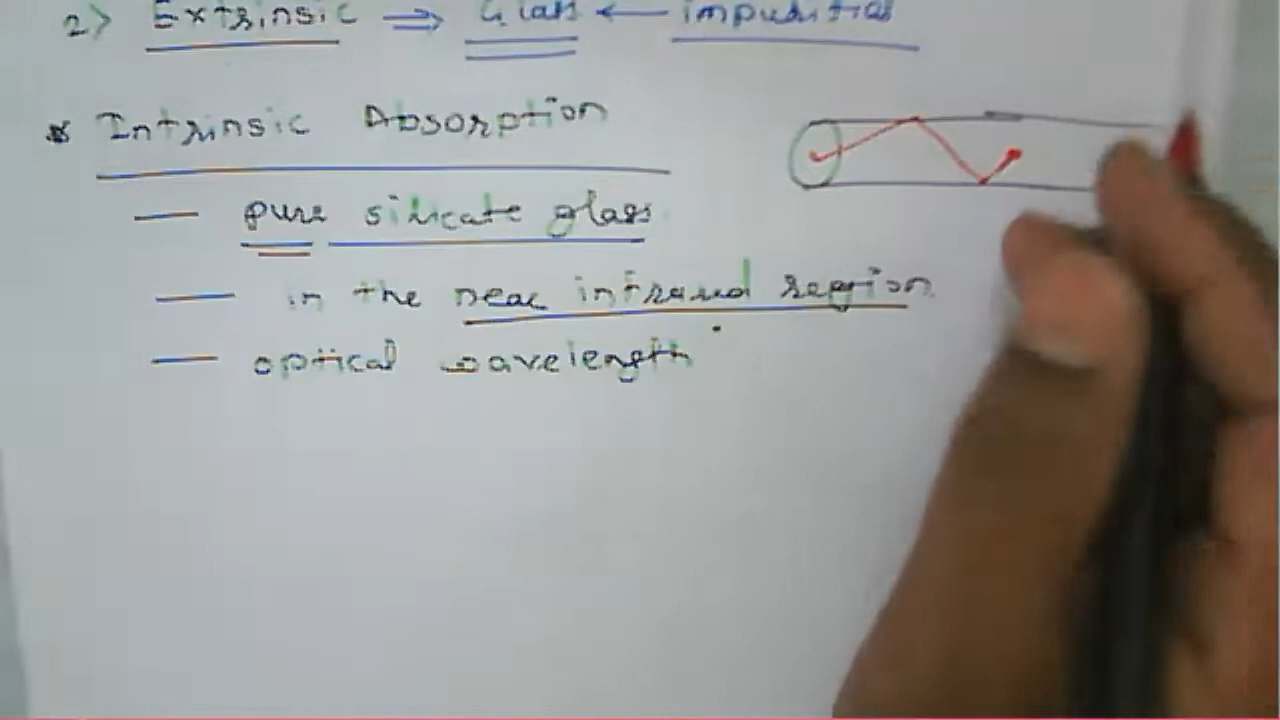 2> Extrinsic ⇒ Glass ← impurities
* Intrinsic Absorption
— pure silicate glass
— in the near infrared region
— optical wavelength